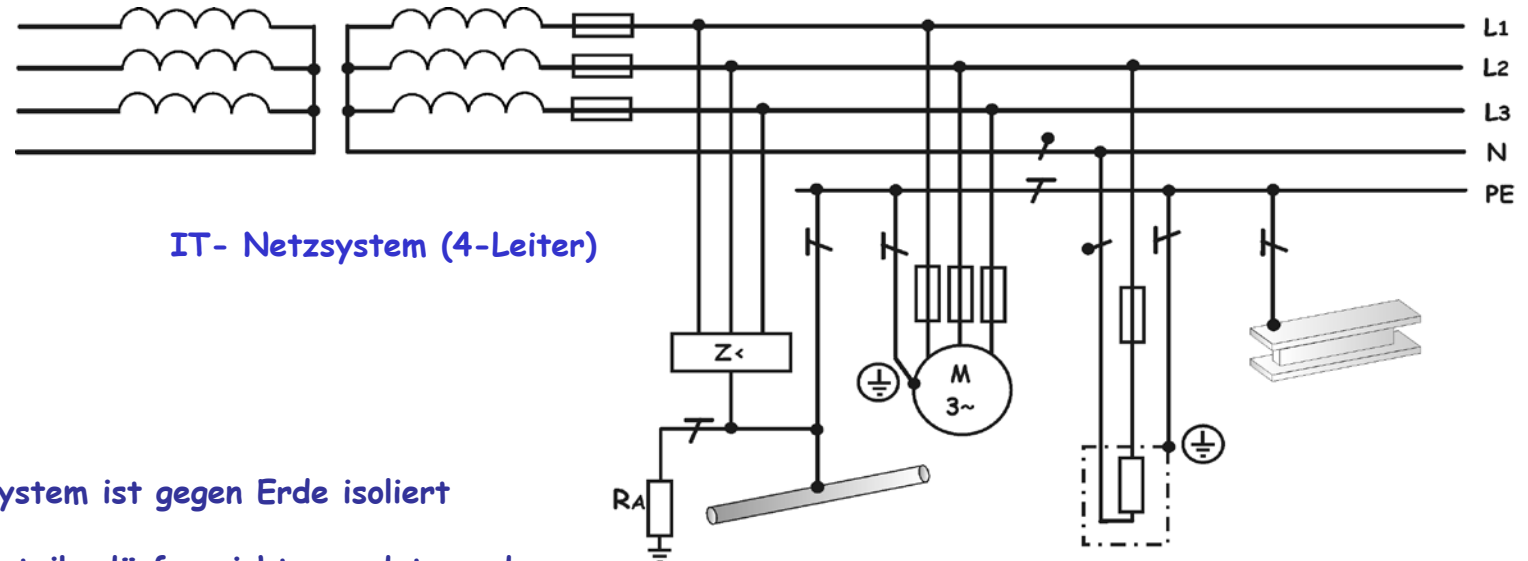 L1
L2
L3
N
PE
IT- Netzsystem (4-Leiter)
Z<
M
3~
RA
ystem ist gegen Erde isoliert